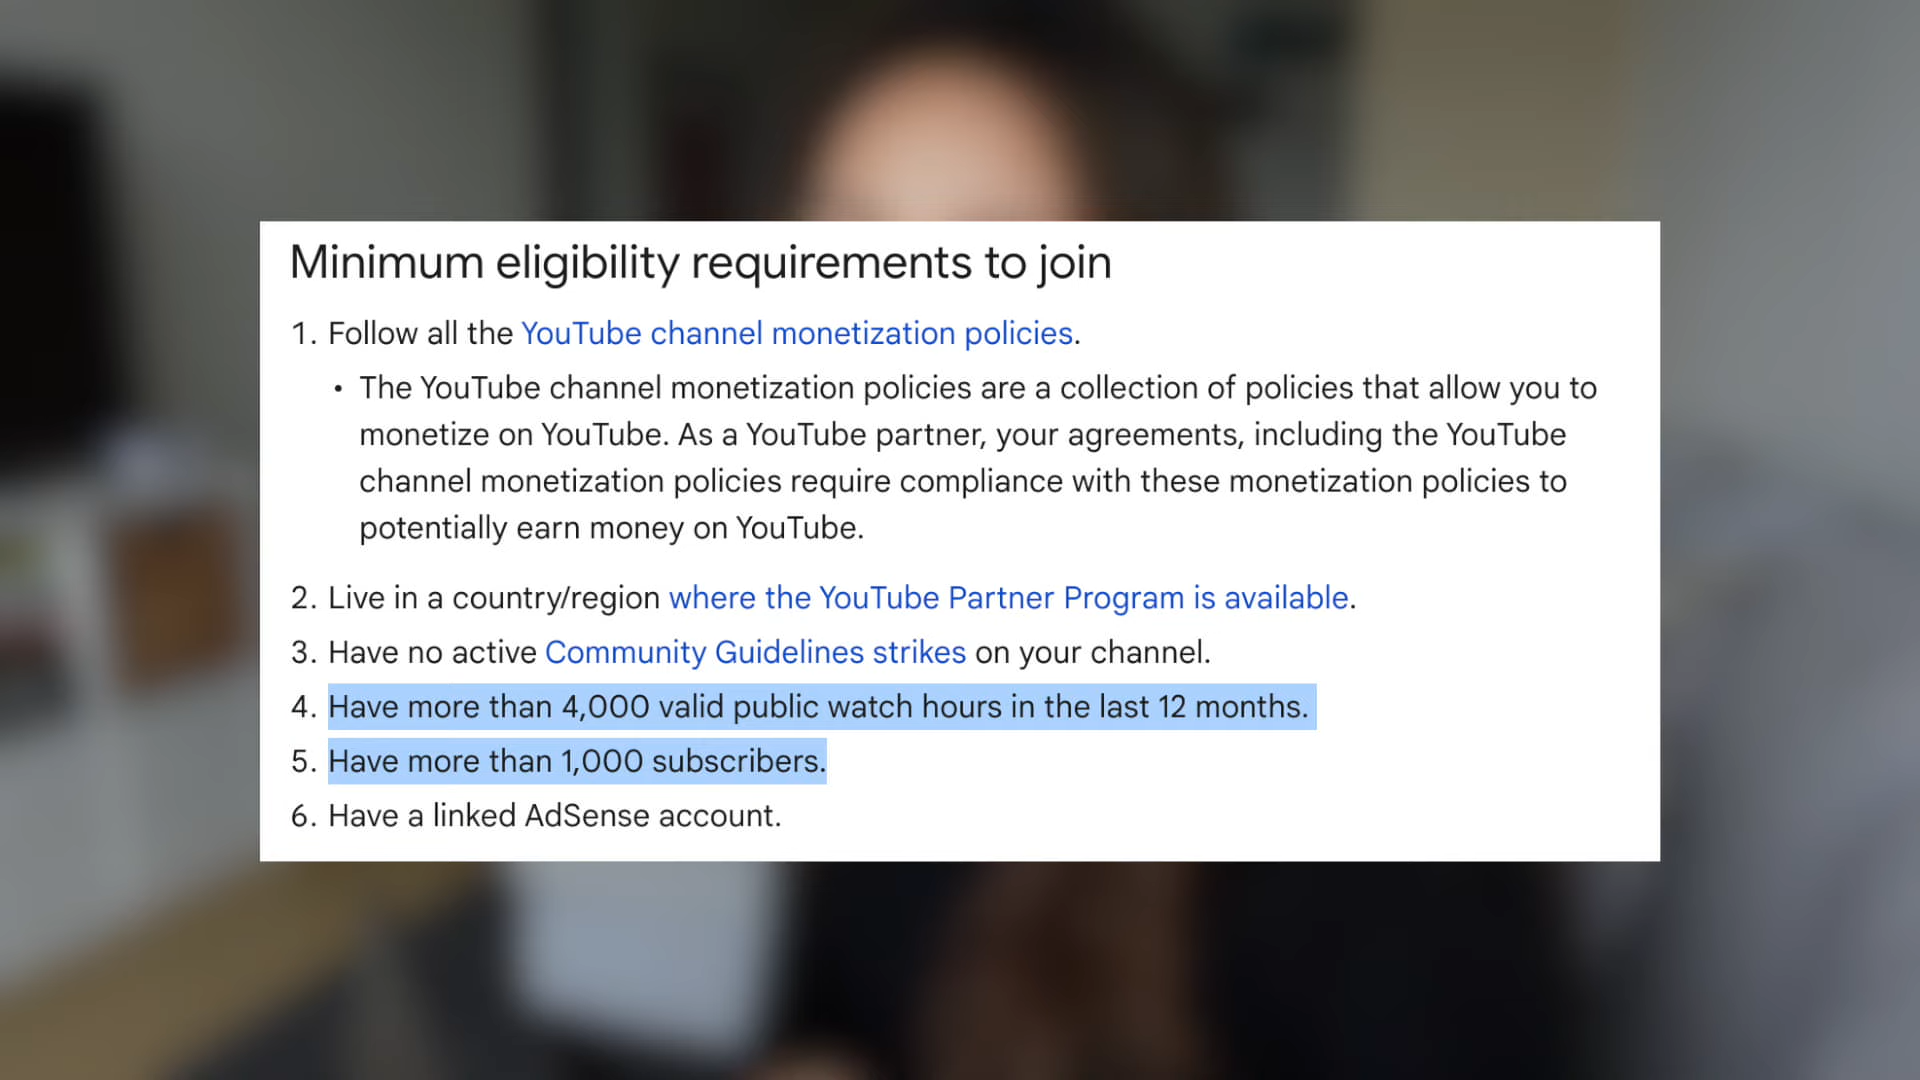 Minimum eligibility requirements to join
1. Follow all the YouTube channel monetization policies.
• The YouTube channel monetization policies are a collection of policies that allow you to
monetize on YouTube. As a YouTube partner, your agreements, including the YouTube
channel monetization policies require compliance with these monetization policies to
potentially earn money on YouTube.
2. Live in a country/region where the YouTube Partner Program is available.
3. Have no active Community Guidelines strikes on your channel.
4. Have more than 4,000 valid public watch hours in the last 12 months.
5. Have more than 1,000 subscribers.
6. Have a linked AdSense account.